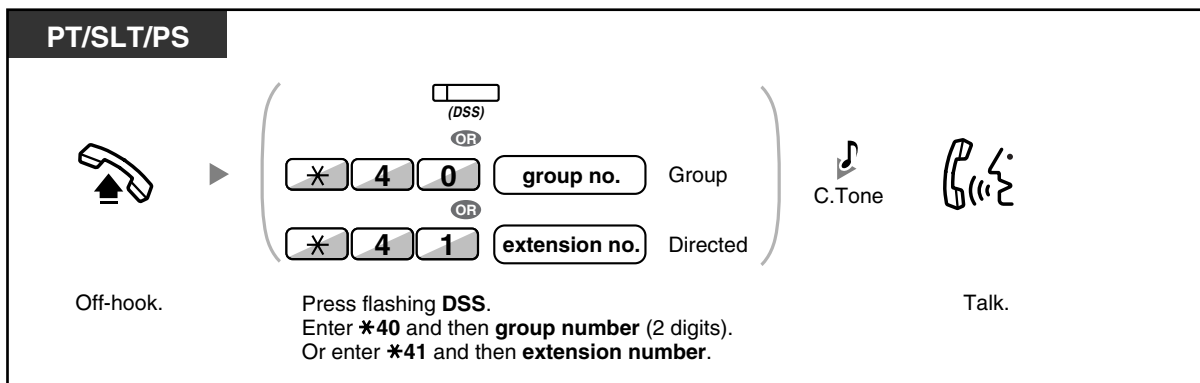 PT/SLT/PS
(DSS)
OR
* 4 0 group no. Group
OR
* 4 1 extension no. Directed
C.Tone
Off-hook.
Press flashing DSS.
Enter *40 and then group number (2 digits).
Or enter *41 and then extension number.
Talk.